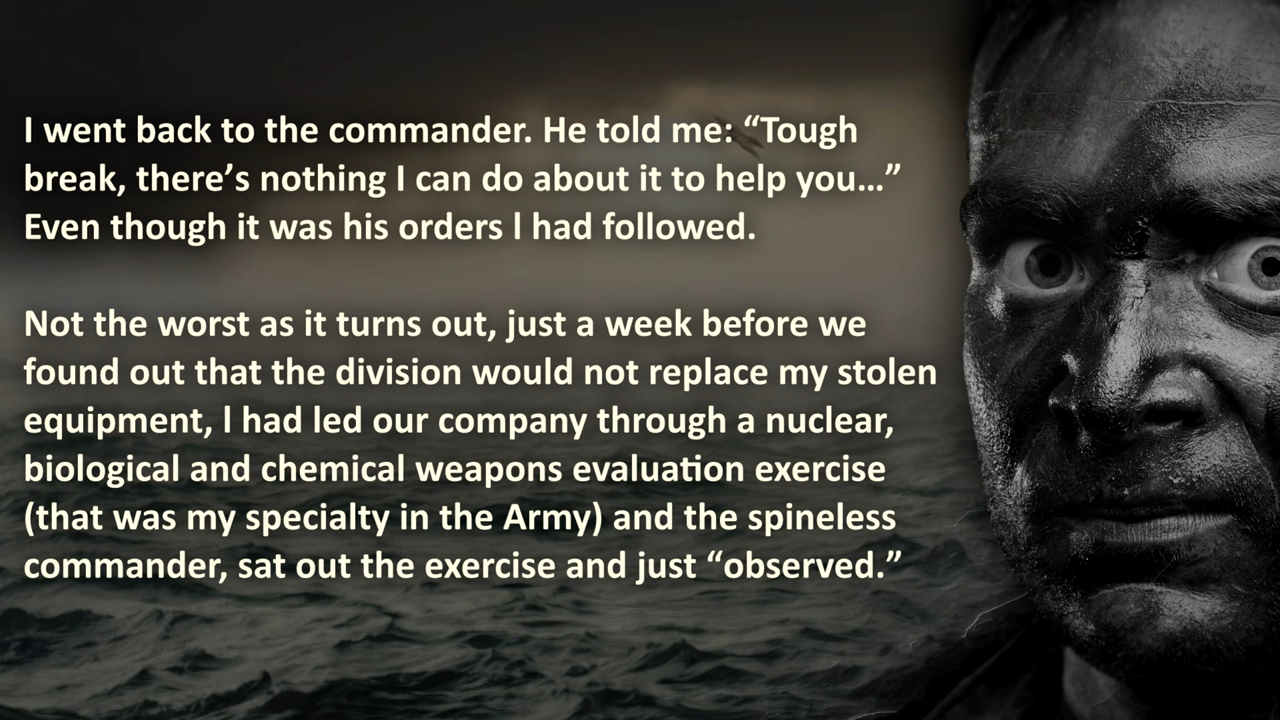 I went back to the commander. He told me: “Tough
break, there’s nothing I can do about it to help you…”
Even though it was his orders l had followed.
Not the worst as it turns out, just a week before we
found out that the division would not replace my stolen
equipment, l had led our company through a nuclear,
biological and chemical weapons evaluation exercise
(that was my specialty in the Army) and the spineless
commander, sat out the exercise and just “observed.”